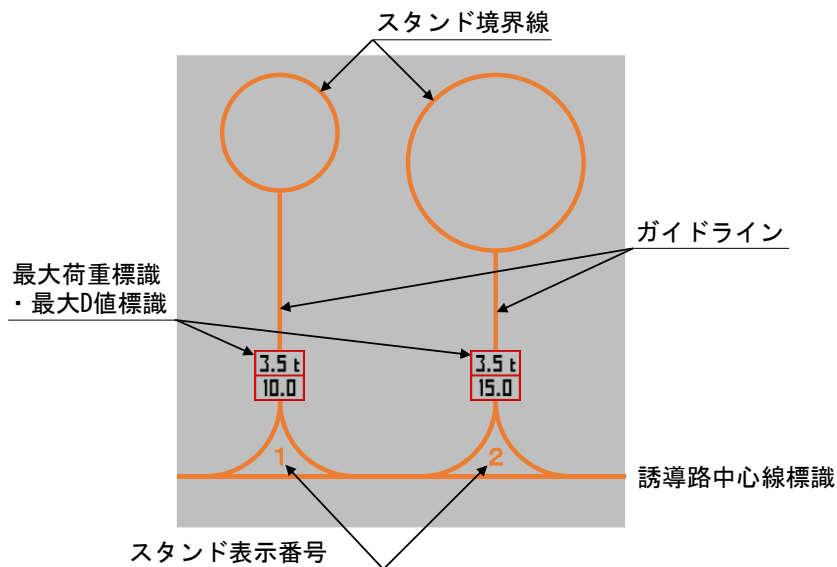 スタンド境界線
ガイドライン
最大荷重標識
・最大D値標識
3.5 t
10.0
3.5 t
15.0
1
2
誘導路中心線標識
スタンド表示番号